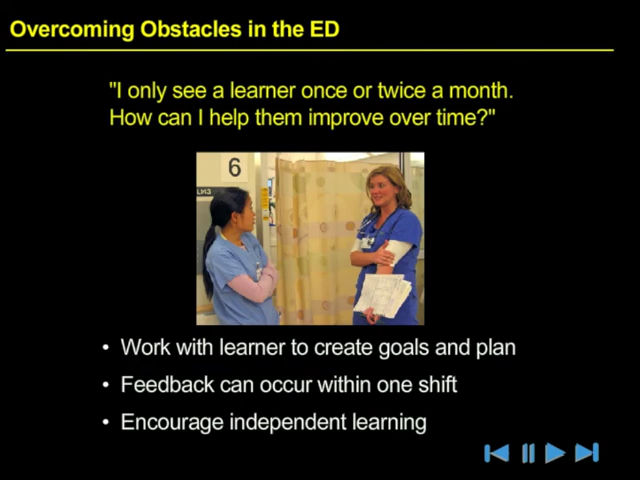 Overcoming Obstacles in the ED
"I only see a learner once or twice a month.
How can I help them improve over time?"
6
• Work with learner to create goals and plan
• Feedback can occur within one shift
• Encourage independent learning